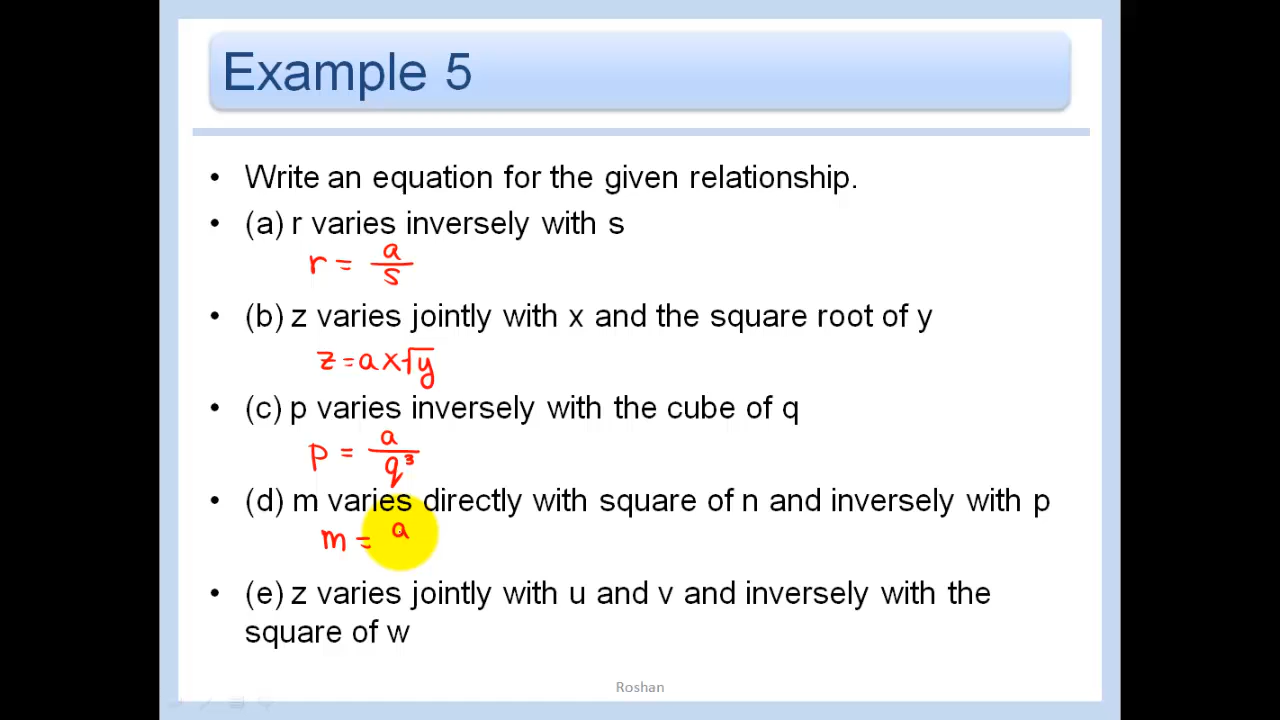 Example 5
• Write an equation for the given relationship.
• (a) r varies inversely with s
r = a/s
• (b) z varies jointly with x and the square root of y
z = ax√y
• (c) p varies inversely with the cube of q
p = a/q³
• (d) m varies directly with square of n and inversely with p
m = a
• (e) z varies jointly with u and v and inversely with the
square of w
Roshan